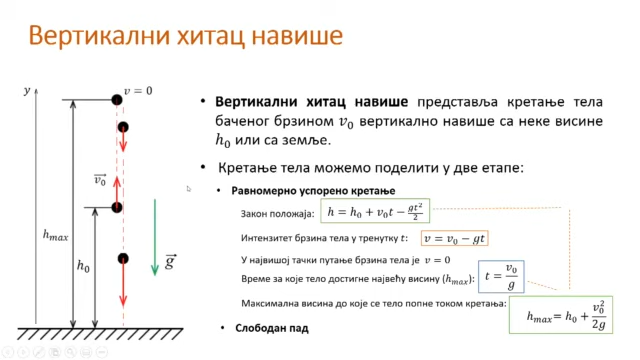 Вертикални хитац навише
y
v = 0
• Вертикални хитац навише представља кретање тела
баченог брзином v₀ вертикално навише са неке висине
h₀ или са земље.
• Кретање тела можемо поделити у две етапе:
• Равномерно успорено кретање
Закон положаја: h = h₀ + v₀t − gt²/2
Интензитет брзина тела у тренутку t: v = v₀ − gt
У највишој тачки путање брзина тела је v = 0
Време за које тело достигне највећу висину (hmax): t = v₀/g
Максимална висина до које се тело попне током кретања: hmax = h₀ + v₀²/2g
• Слободан пад
v₀
hmax
h₀
g